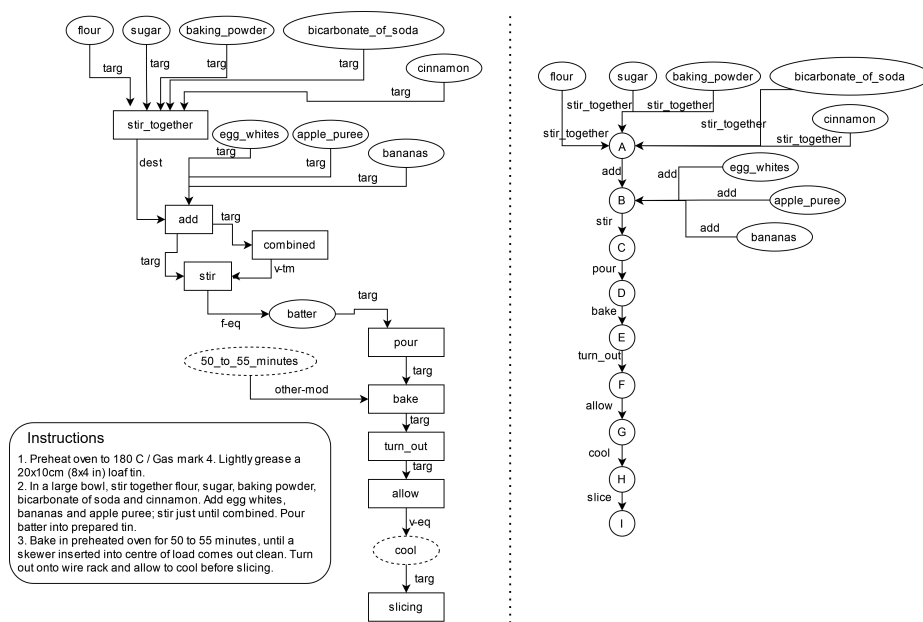 flour
sugar
baking_powder
bicarbonate_of_soda
targ
targ
targ
targ
cinnamon
targ
stir_together
egg_whites
apple_puree
targ
targ
bananas
dest
targ
add
targ
combined
targ
v-tm
stir
f-eq
batter
targ
pour
50_to_55_minutes
targ
other-mod
bake
targ
turn_out
targ
allow
v-eq
cool
targ
slicing
Instructions
1. Preheat oven to 180 C / Gas mark 4. Lightly grease a
20x10cm (8x4 in) loaf tin.
2. In a large bowl, stir together flour, sugar, baking powder,
bicarbonate of soda and cinnamon. Add egg whites,
bananas and apple puree; stir just until combined. Pour
batter into prepared tin.
3. Bake in preheated oven for 50 to 55 minutes, until a
skewer inserted into centre of load comes out clean. Turn
out onto wire rack and allow to cool before slicing.
flour
sugar
baking_powder
bicarbonate_of_soda
stir_together
stir_together
cinnamon
stir_together
stir_together
stir_together
A
add
egg_whites
add
B
add
apple_puree
stir
add
bananas
C
pour
D
bake
E
turn_out
F
allow
G
cool
H
slice
I